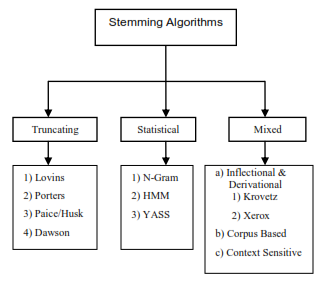 Stemming Algorithms
Truncating
Statistical
Mixed
1) Lovins
2) Porters
3) Paice/Husk
4) Dawson
1) N-Gram
2) HMM
3) YASS
a) Inflectional &
Derivational
1) Krovetz
2) Xerox
b) Corpus Based
c) Context Sensitive